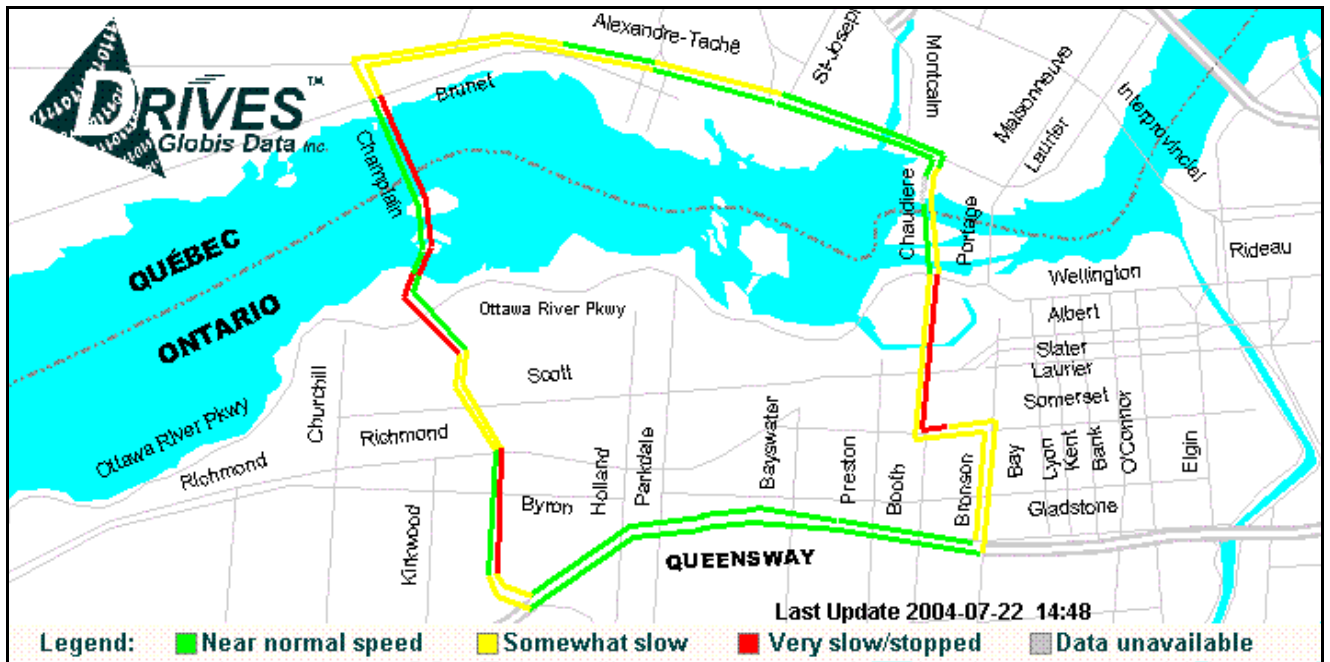 DRIVES™
Globis Data Inc.
Alexandre-Taché
St-Joseph
Montcalm
Maisonneuve
Laurier
Interprovincial
Brunet
Champlain
Chaudiere
Portage
Rideau
QUÉBEC
ONTARIO
Wellington
Ottawa River Pkwy
Albert
Slater
Laurier
Scott
Somerset
Churchill
Ottawa River Pkwy
Richmond
Richmond
Bayswater
Preston
Booth
Bronson
Bay
Lyon
Kent
Bank
O'Connor
Elgin
Holland
Parkdale
Byron
Gladstone
Kirkwood
QUEENSWAY
Last Update 2004-07-22 14:48
Legend: Near normal speed Somewhat slow Very slow/stopped Data unavailable